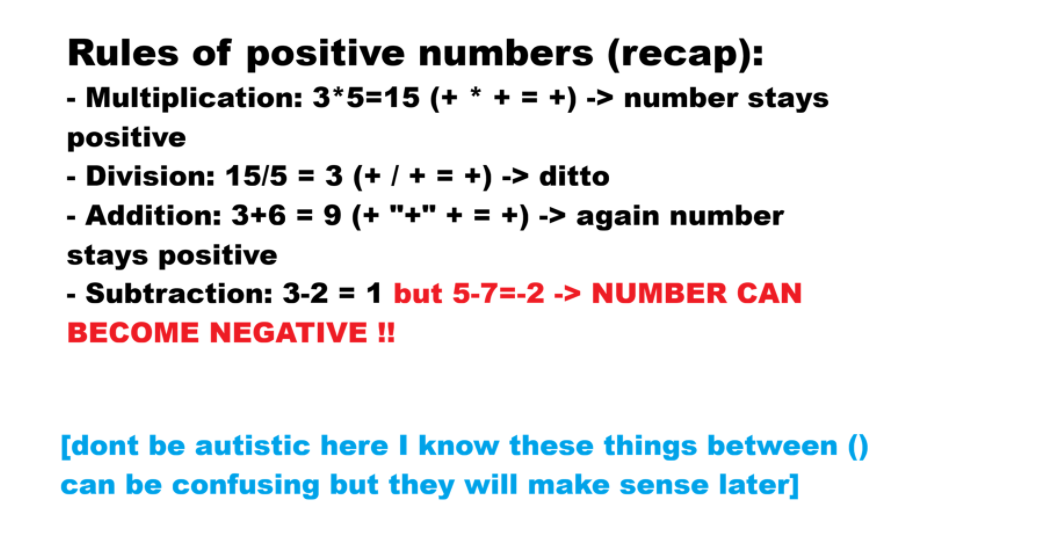 Rules of positive numbers (recap):
- Multiplication: 3*5=15 (+ * + = +) -> number stays
positive
- Division: 15/5 = 3 (+ / + = +) -> ditto
- Addition: 3+6 = 9 (+ "+" + = +) -> again number
stays positive
- Subtraction: 3-2 = 1 but 5-7=-2 -> NUMBER CAN
BECOME NEGATIVE !!
[dont be autistic here I know these things between ()
can be confusing but they will make sense later]